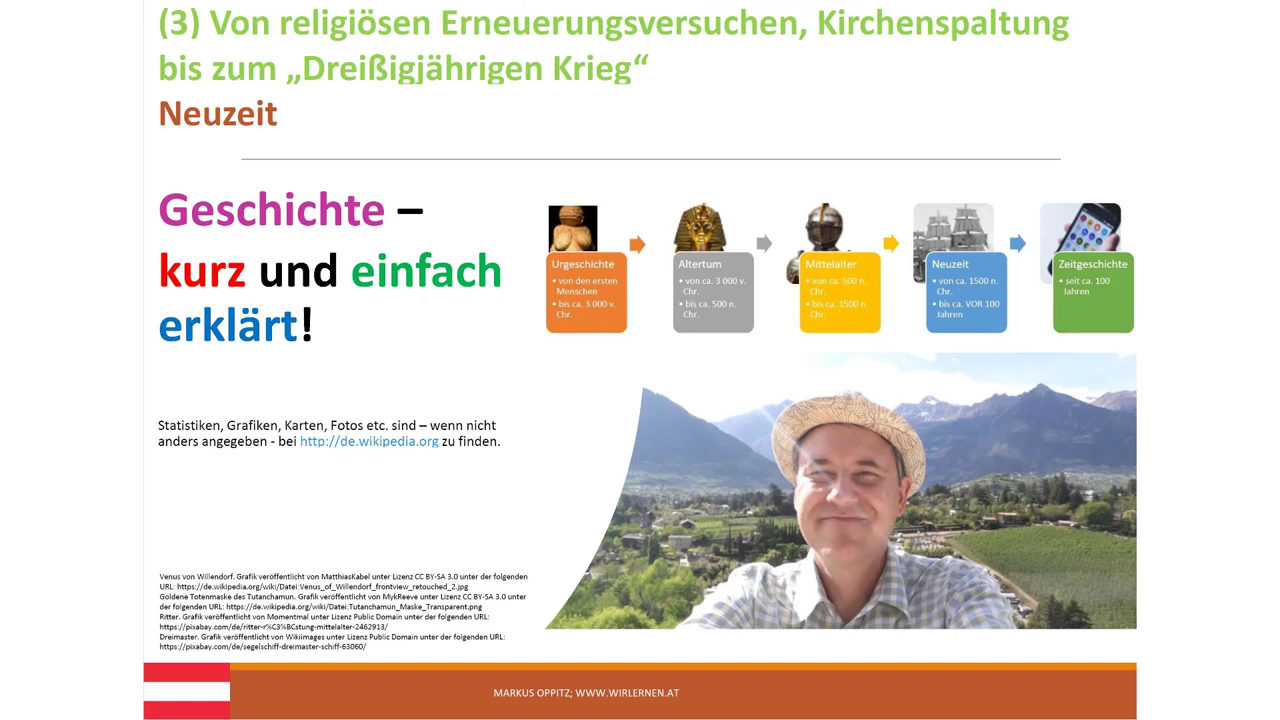 (3) Von religiösen Erneuerungsversuchen, Kirchenspaltung
bis zum „Dreißigjährigen Krieg“
Neuzeit
Geschichte –
kurz und einfach
erklärt!
Urgeschichte
• von den ersten
Menschen
• bis ca. 3 000 v.
Chr.
Altertum
• von ca. 3 000 v.
Chr.
• bis ca. 500 n.
Chr.
Mittelalter
• von ca. 500 n.
Chr.
• bis ca. 1500 n.
Chr.
Neuzeit
• von ca. 1500 n.
Chr.
• bis ca. VOR 100
Jahren
Zeitgeschichte
• seit ca. 100
Jahren
Statistiken, Grafiken, Karten, Fotos etc. sind – wenn nicht
anders angegeben - bei http://de.wikipedia.org zu finden.
Venus von Willendorf. Grafik veröffentlicht von MatthiasKabel unter Lizenz CC BY-SA 3.0 unter der folgenden
URL: https://de.wikipedia.org/wiki/Datei:Venus_of_Willendorf_frontview_retouched_2.jpg
Goldene Totenmaske des Tutanchamun. Grafik veröffentlicht von MykReeve unter Lizenz CC BY-SA 3.0 unter
der folgenden URL: https://de.wikipedia.org/wiki/Datei:Tutanchamun_Maske_Transparent.png
Ritter. Grafik veröffentlicht von Momentmal unter Lizenz Public Domain unter der folgenden URL:
https://pixabay.com/de/ritter-r%C3%BCstung-mittelalter-2462913/
Dreimaster. Grafik veröffentlicht von Wikiimages unter Lizenz Public Domain unter der folgenden URL:
https://pixabay.com/de/segelschiff-dreimaster-schiff-63060/
MARKUS OPPITZ; WWW.WIRLERNEN.AT